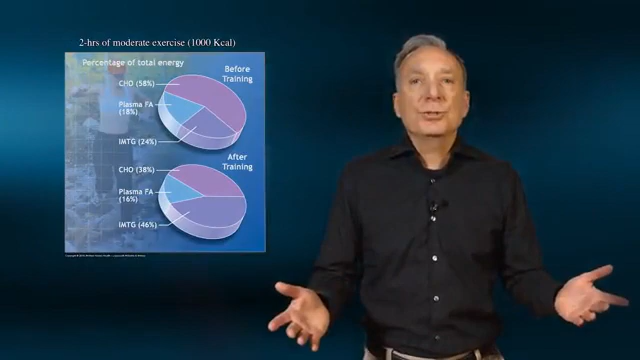 2-hrs of moderate exercise (1000 Kcal)
Percentage of total energy
Before
Training
CHO (58%)
Plasma FA
(18%)
IMTG (24%)
After
Training
CHO (38%)
Plasma FA
(16%)
IMTG (46%)